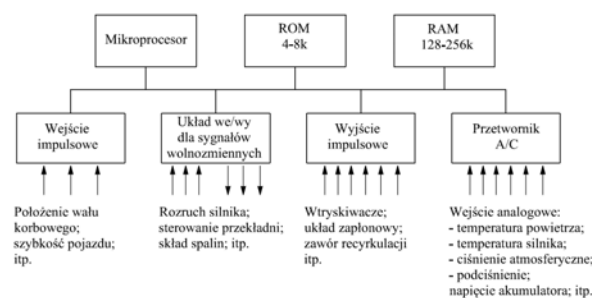 Mikroprocesor
ROM
4-8k
RAM
128-256k
Wejście
impulsowe
Układ we/wy
dla sygnałów
wolnozmiennych
Wyjście
impulsowe
Przetwornik
A/C
Położenie wału
korbowego;
szybkość pojazdu;
itp.
Rozruch silnika;
sterowanie przekładni;
skład spalin; itp.
Wtryskiwacze;
układ zapłonowy;
zawór recyrkulacji
itp.
Wejście analogowe:
- temperatura powietrza;
- temperatura silnika;
- ciśnienie atmosferyczne;
- podciśnienie;
napięcie akumulatora; itp.